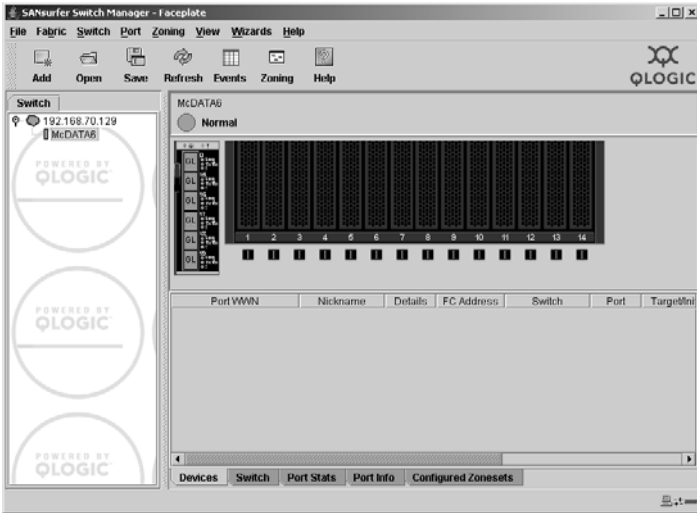 SANsurfer Switch Manager - Faceplate
File Fabric Switch Port Zoning View Wizards Help
Add Open Save Refresh Events Zoning Help
QLOGIC
Switch
192.168.70.129
McDATA6
POWERED BY
QLOGIC
POWERED BY
QLOGIC
POWERED BY
QLOGIC
McDATA6
Normal
GL
GL
GL
GL
GL
GL
1 2 3 4 5 6 7 8 9 10 11 12 13 14
Port WWN Nickname Details FC Address Switch Port Target/Ini
Devices Switch Port Stats Port Info Configured Zonesets